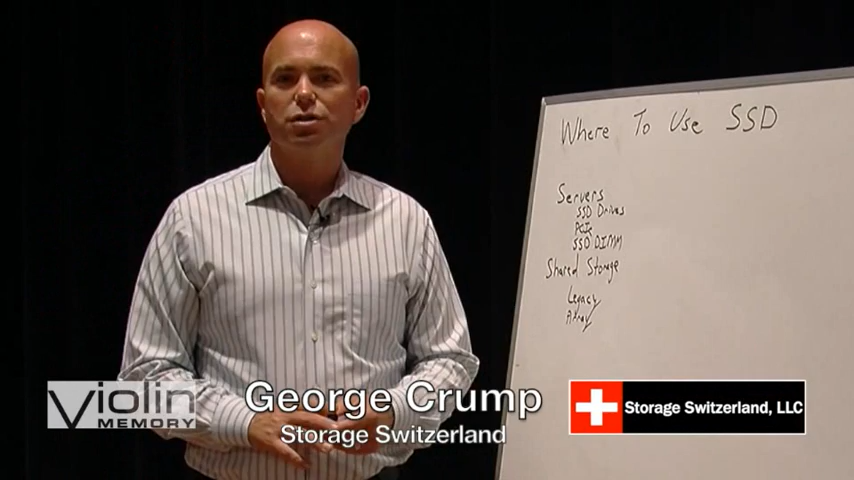 Where To Use SSD
Servers
SSD Drives
PCIe
SSD DIMM
Shared Storage
Legacy
Array
Violin
MEMORY
George Crump
Storage Switzerland
Storage Switzerland, LLC